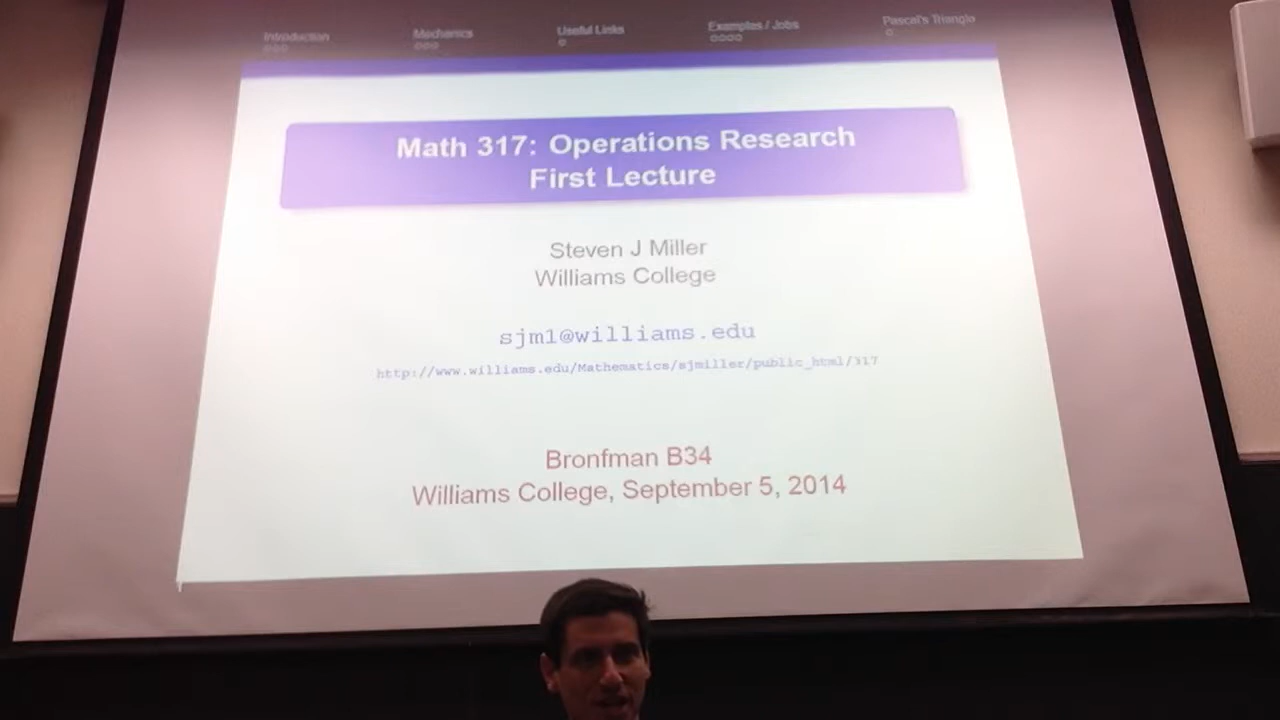 Introduction
Mechanics
Useful Links
Examples / Jobs
Pascal's Triangle
Math 317: Operations Research
First Lecture
Steven J Miller
Williams College
sjm1@williams.edu
http://www.williams.edu/Mathematics/sjmiller/public_html/317
Bronfman B34
Williams College, September 5, 2014